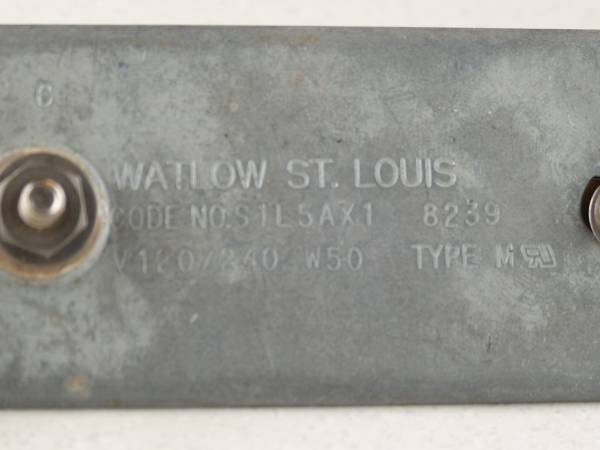 C
WATLOW ST. LOUIS
CODE NO. S1L5AX1 8239
V120/240 W50 TYPE M